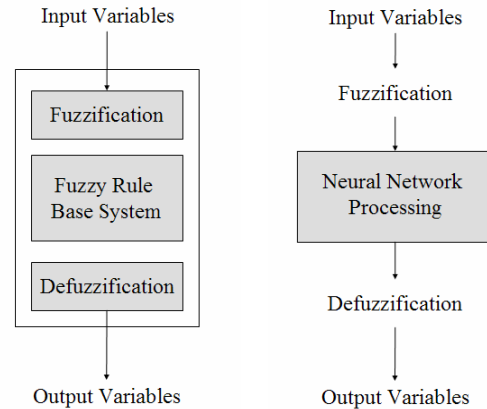 Input Variables
Fuzzification
Fuzzy Rule
Base System
Defuzzification
Output Variables
Input Variables
Fuzzification
Neural Network
Processing
Defuzzification
Output Variables